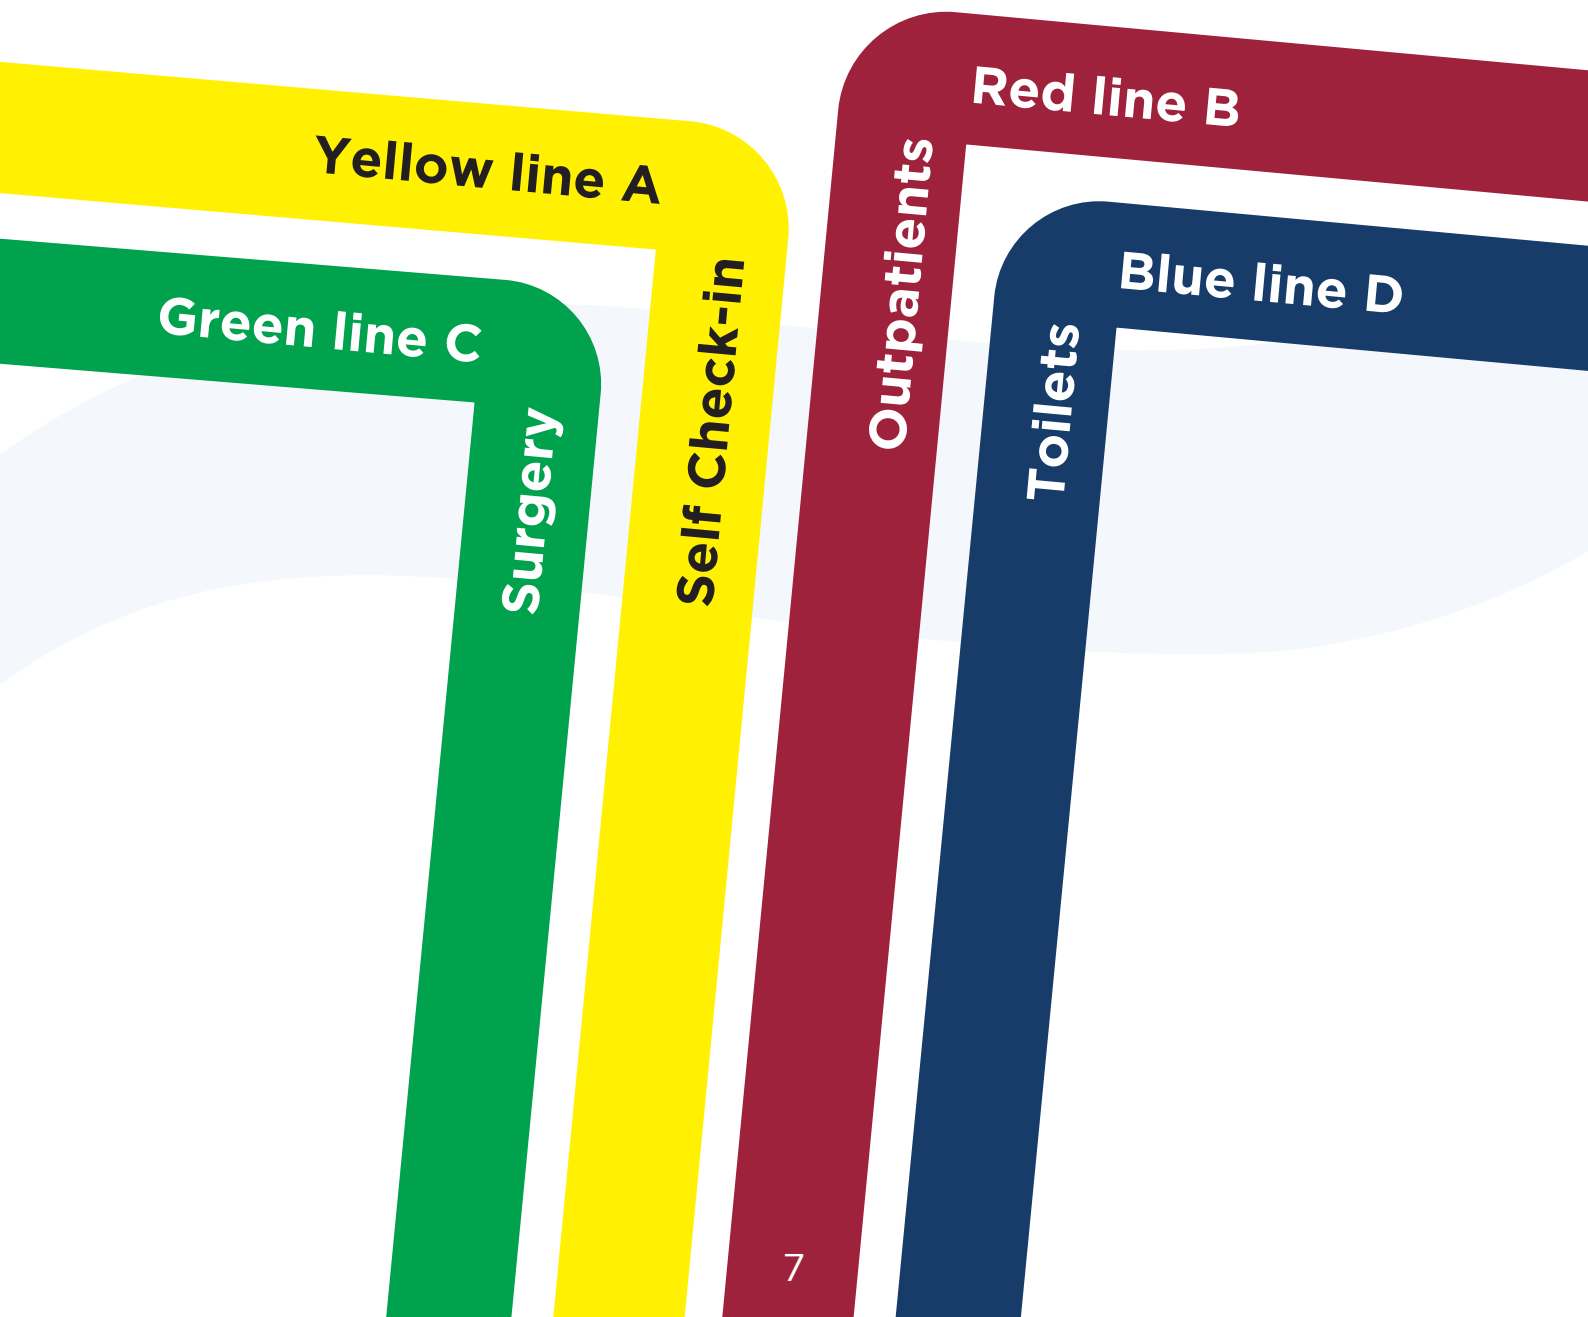 Yellow line A
Self Check-in
Red line B
Outpatients
Green line C
Surgery
Blue line D
Toilets
7